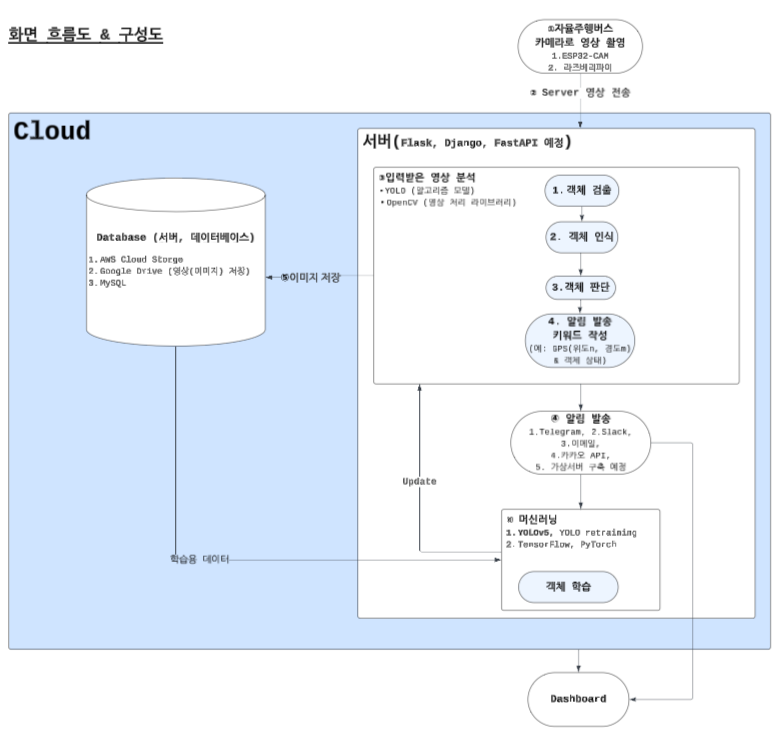 화면 흐름도 & 구성도
①자율주행버스
카메라로 영상 촬영
1.ESP32-CAM
2. 라즈베리파이
② Server 영상 전송
Cloud
서버(Flask, Django, FastAPI 예정)
③입력받은 영상 분석
•YOLO (알고리즘 모델)
•OpenCV (영상 처리 라이브러리)
1.객체 검출
2. 객체 인식
3.객체 판단
4. 알림 발송
키워드 작성
(예: GPS(위도n, 경도m)
& 객체 상태)
Database (서버, 데이터베이스)
1.AWS Cloud Storge
2.Google Drive (영상(이미지) 저장)
3.MySQL
⑤이미지 저장
④ 알림 발송
1.Telegram, 2.Slack,
3.이메일,
4.카카오 API,
5. 가상서버 구축 예정
Update
머신러닝
1.YOLOv5, YOLO retraining
2.TensorFlow, PyTorch
객체 학습
학습용 데이터
Dashboard